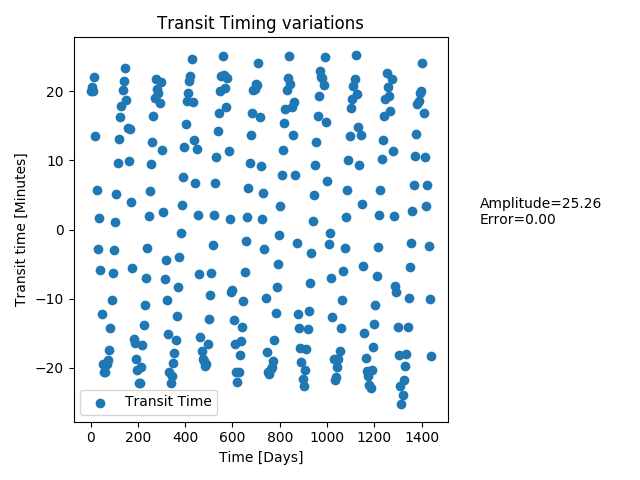 Transit Timing variations
Transit time [Minutes]
20
10
0
−10
−20
Amplitude=25.26
Error=0.00
Transit Time
0 200 400 600 800 1000 1200 1400
Time [Days]